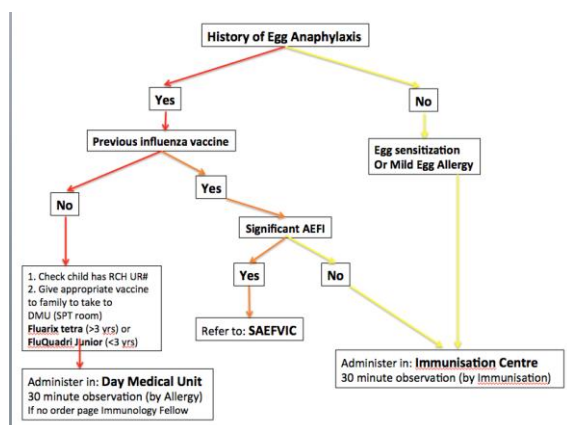 History of Egg Anaphylaxis
Yes
No
Previous influenza vaccine
Egg sensitization
Or Mild Egg Allergy
No
Yes
Significant AEFI
Yes
No
1. Check child has RCH UR#
2. Give appropriate vaccine
to family to take to
DMU (SPT room)
Fluarix tetra (>3 yrs) or
FluQuadri Junior (<3 yrs)
Refer to: SAEFVIC
Administer in: Immunisation Centre
30 minute observation (by Immunisation)
Administer in: Day Medical Unit
30 minute observation (by Allergy)
If no order page Immunology Fellow